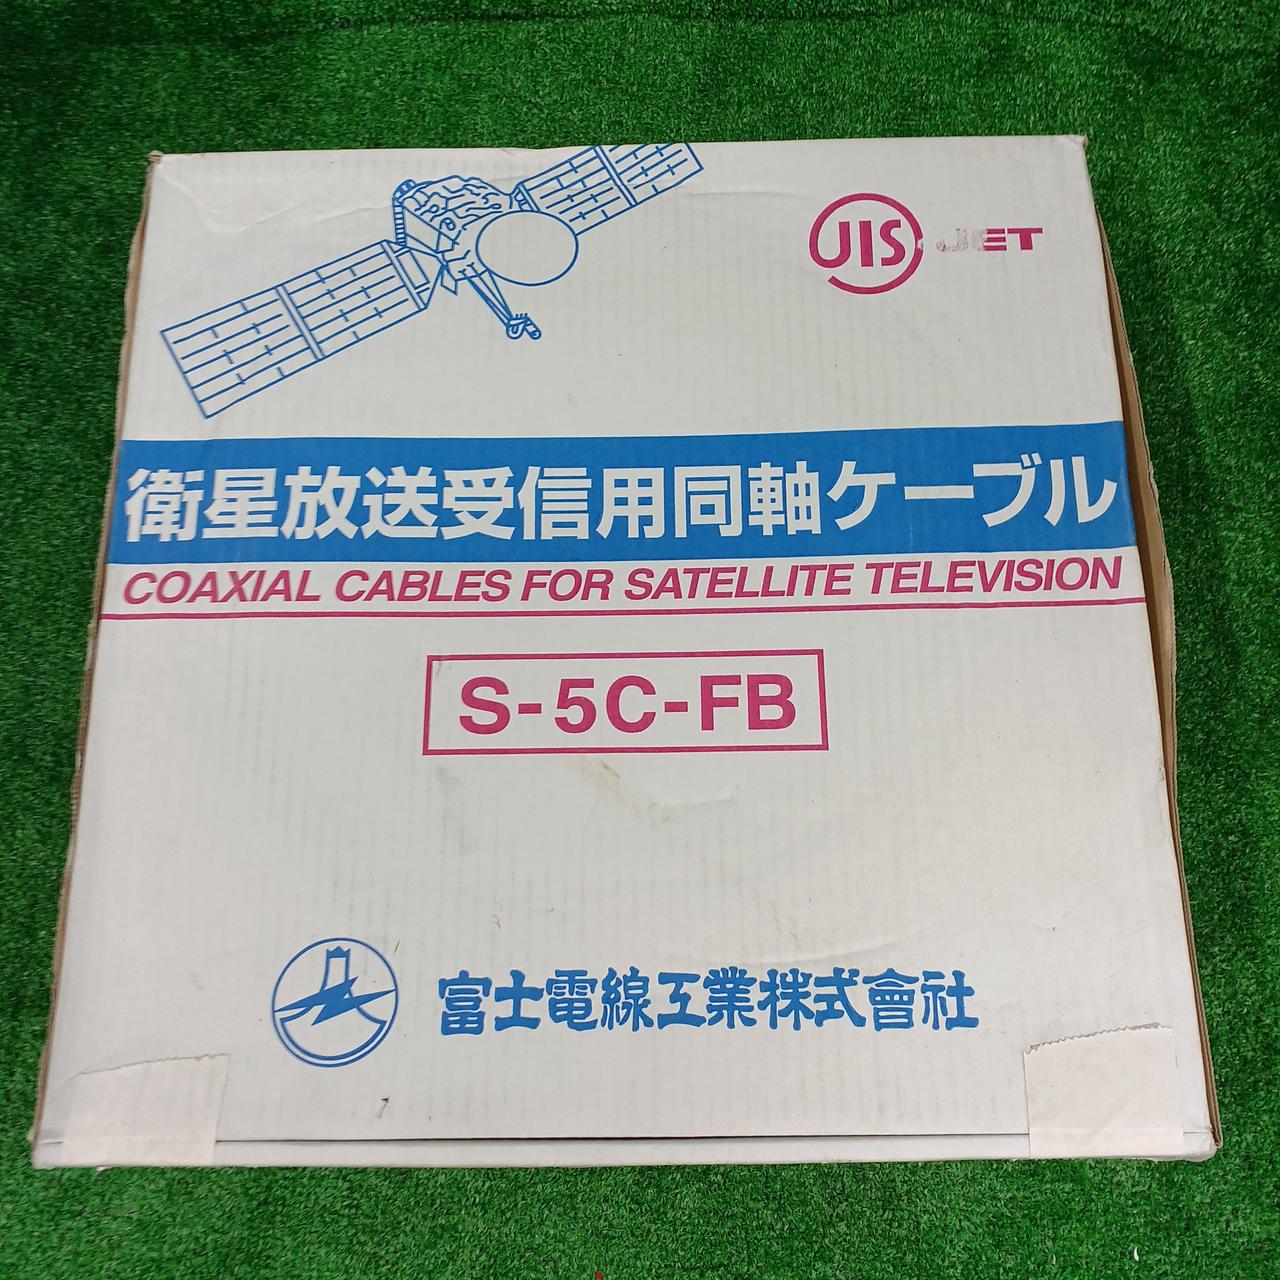 JIS JET
衛星放送受信用同軸ケーブル
COAXIAL CABLES FOR SATELLITE TELEVISION
S-5C-FB
富士電線工業株式會社